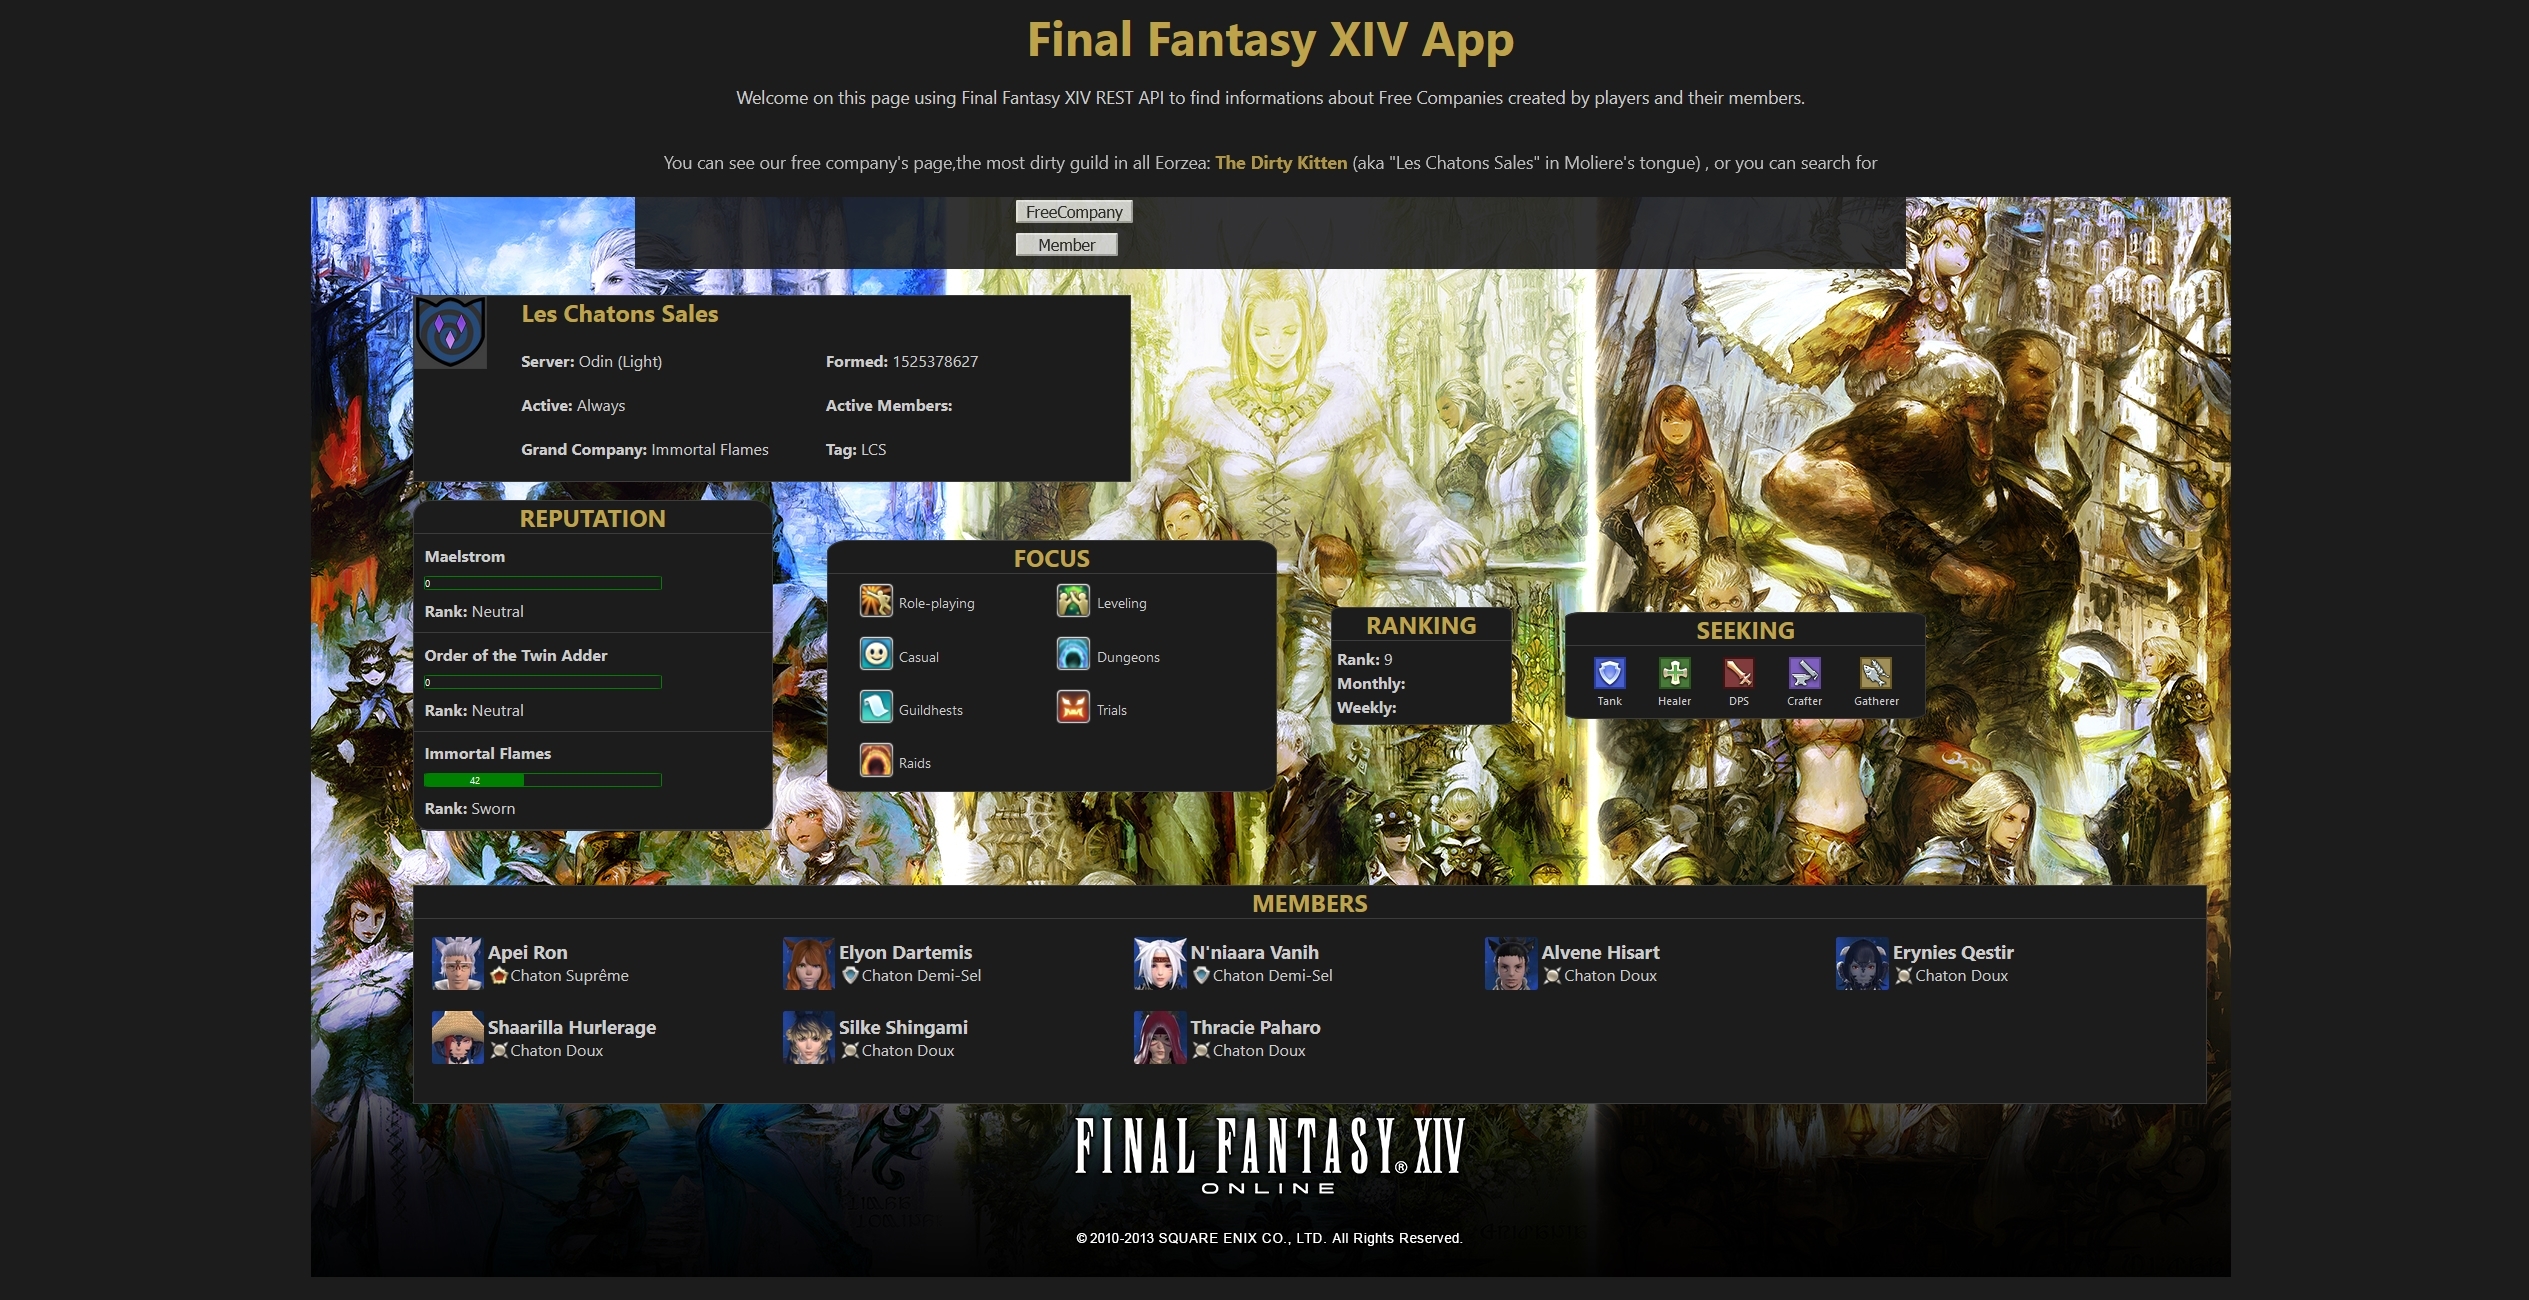 Final Fantasy XIV App
Welcome on this page using Final Fantasy XIV REST API to find informations about Free Companies created by players and their members.
You can see our free company's page,the most dirty guild in all Eorzea: The Dirty Kitten (aka "Les Chatons Sales" in Moliere's tongue) , or you can search for
FreeCompany
Member
Les Chatons Sales
Server: Odin (Light) Formed: 1525378627
Active: Always Active Members:
Grand Company: Immortal Flames Tag: LCS
REPUTATION
Maelstrom
0
Rank: Neutral
Order of the Twin Adder
0
Rank: Neutral
Immortal Flames
42
Rank: Sworn
FOCUS
Role-playing Leveling
Casual Dungeons
Guildhests Trials
Raids
RANKING
Rank: 9
Monthly:
Weekly:
SEEKING
Tank Healer DPS Crafter Gatherer
MEMBERS
Apei Ron Elyon Dartemis N'niaara Vanih Alvene Hisart Erynies Qestir
Chaton Suprême Chaton Demi-Sel Chaton Demi-Sel Chaton Doux Chaton Doux
Shaarilla Hurlerage Silke Shingami Thracie Paharo
Chaton Doux Chaton Doux Chaton Doux
FINAL FANTASY® XIV
ONLINE
© 2010-2013 SQUARE ENIX CO., LTD. All Rights Reserved.